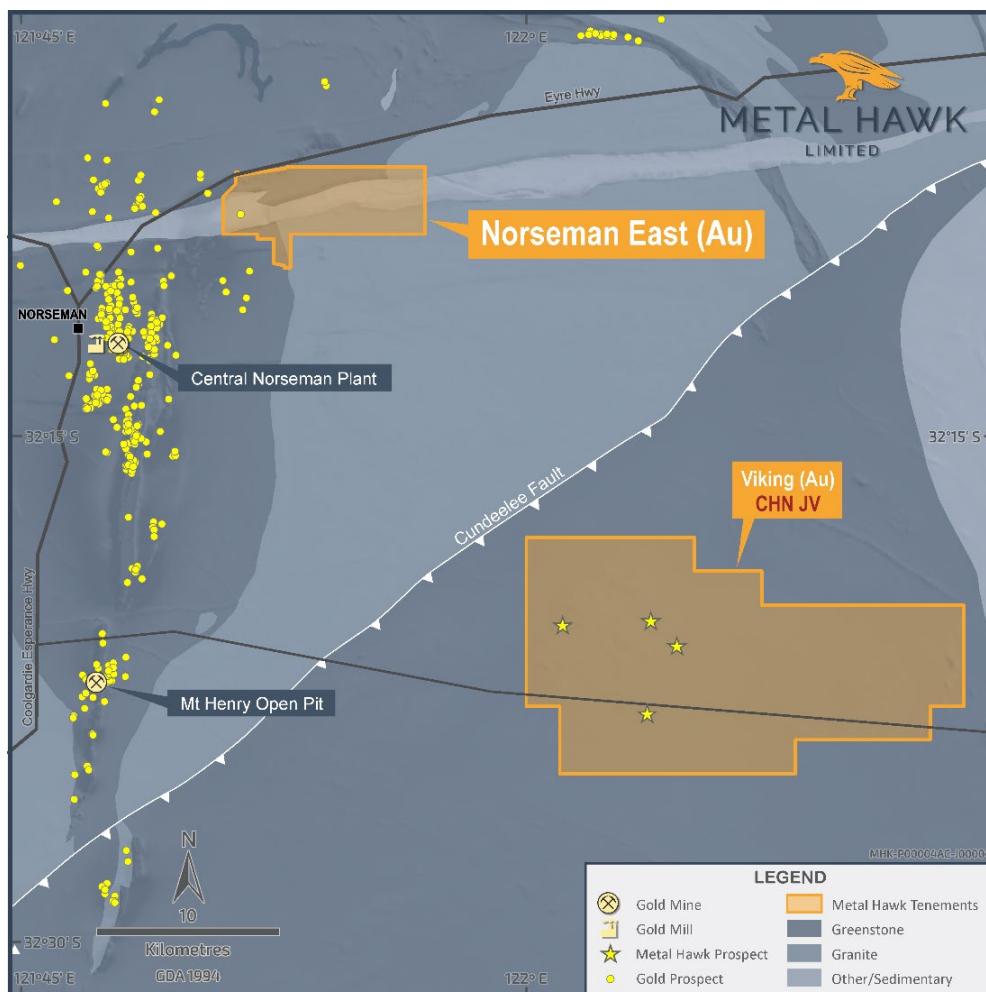 121°45' E
122° E
METAL HAWK
LIMITED
Eyre Hwy
Norseman East (Au)
NORSEMAN
Central Norseman Plant
32°15' S
32°15' S
Cundeelee Fault
Viking (Au)
CHN JV
Coolgardie Esperance Hwy
Mt Henry Open Pit
N
10
Kilometres
GDA 1994
32°30' S
121°45' E
122° E
LEGEND
Gold Mine
Gold Mill
Metal Hawk Prospect
Gold Prospect
Metal Hawk Tenements
Greenstone
Granite
Other/Sedimentary